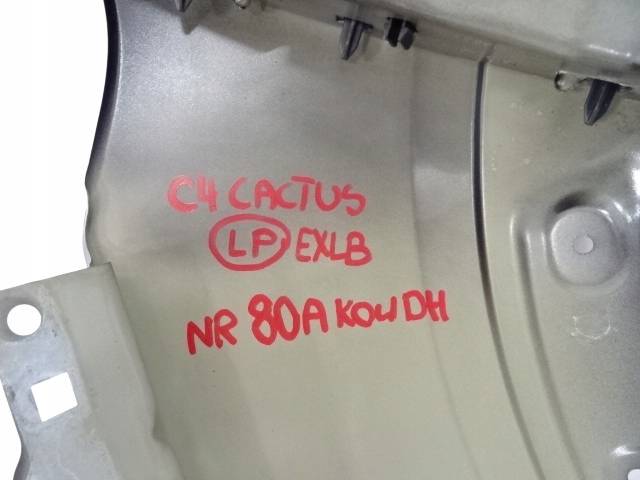 C4 CACTUS
LP EXLB
NR 80A KOWDH